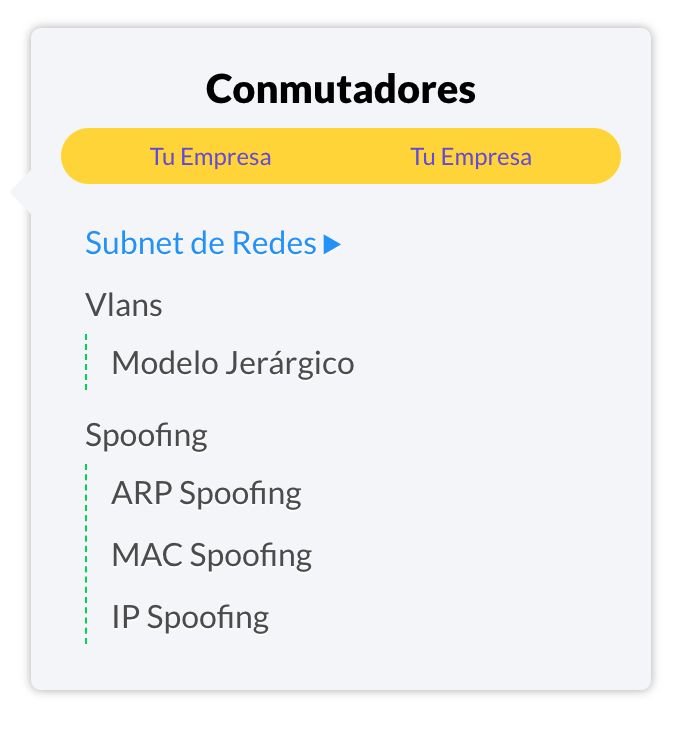 Conmutadores
Tu Empresa Tu Empresa
Subnet de Redes
Vlans
Modelo Jerárgico
Spoofing
ARP Spoofing
MAC Spoofing
IP Spoofing